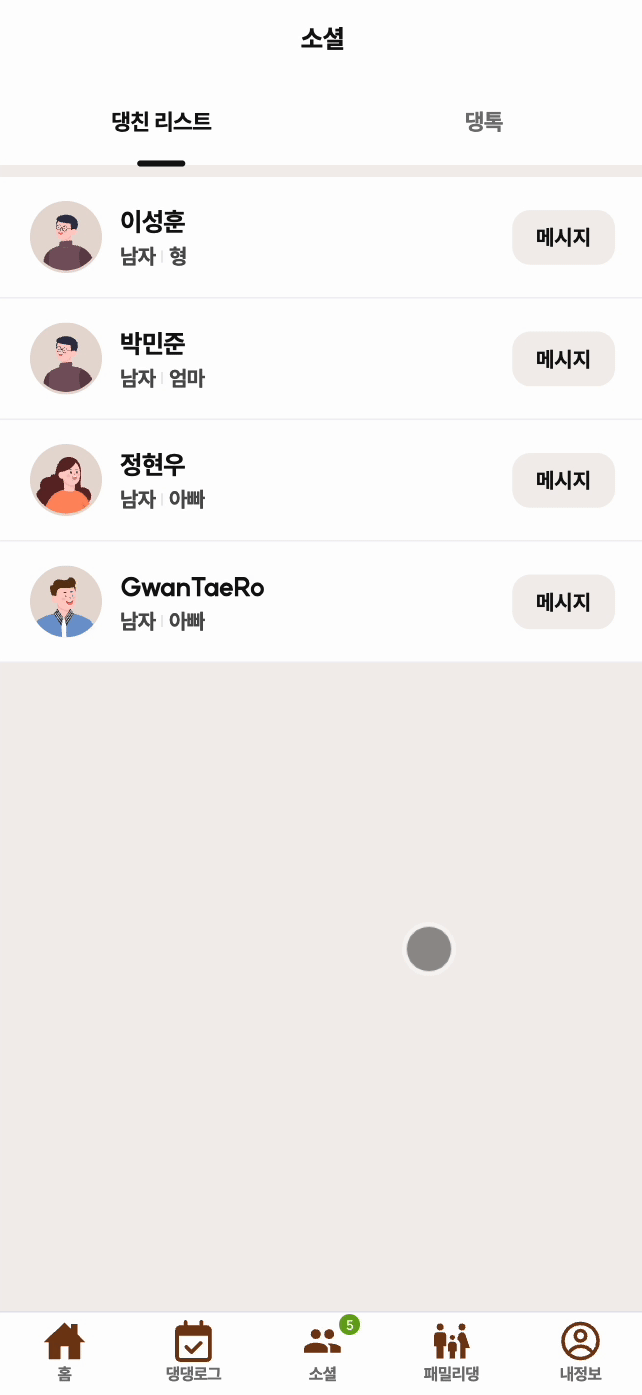 소셜
댕친 리스트
댕톡
이성훈
남자 | 형
메시지
박민준
남자 | 엄마
메시지
정현우
남자 | 아빠
메시지
GwanTaeRo
남자 | 아빠
메시지
5
홈
댕댕로그
소셜
패밀리댕
내정보